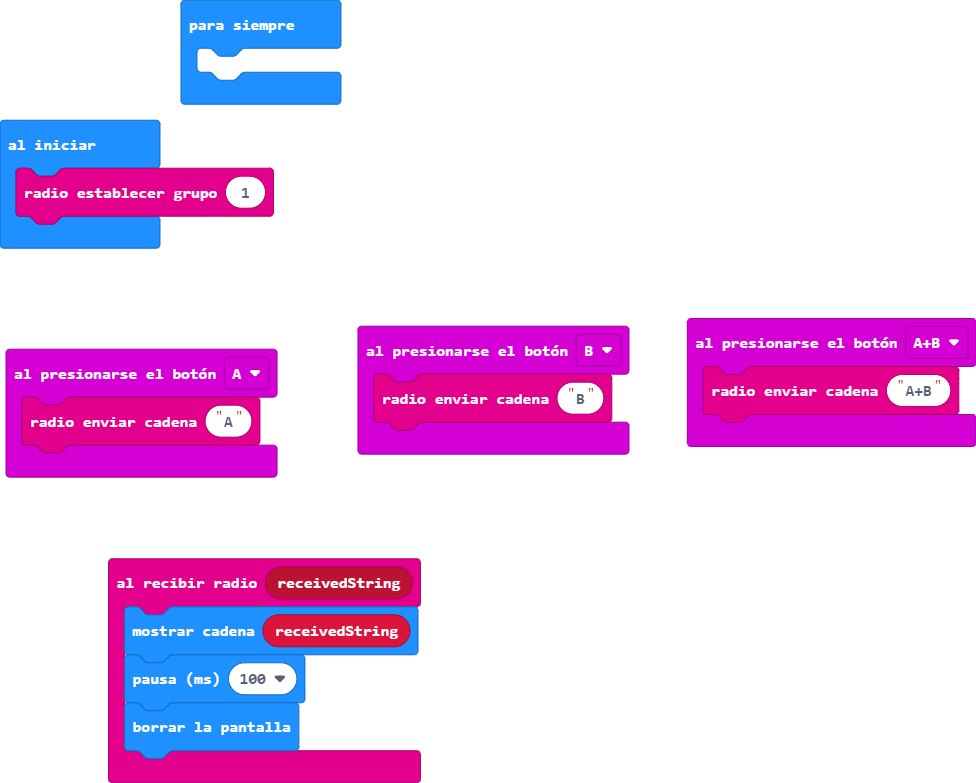 para siempre
al iniciar
radio establecer grupo 1
al presionarse el botón A
radio enviar cadena "A"
al presionarse el botón B
radio enviar cadena "B"
al presionarse el botón A+B
radio enviar cadena "A+B"
al recibir radio receivedString
mostrar cadena receivedString
pausa (ms) 100
borrar la pantalla